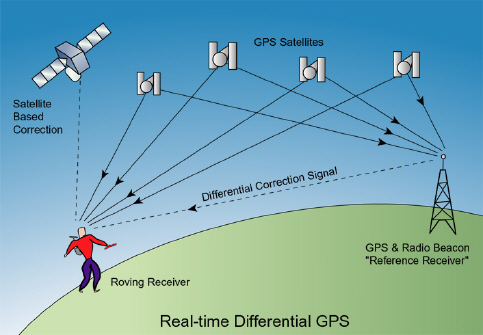 GPS Satellites
Satellite
Based
Correction
Differential Correction Signal
GPS & Radio Beacon
"Reference Receiver"
Roving Receiver
Real-time Differential GPS